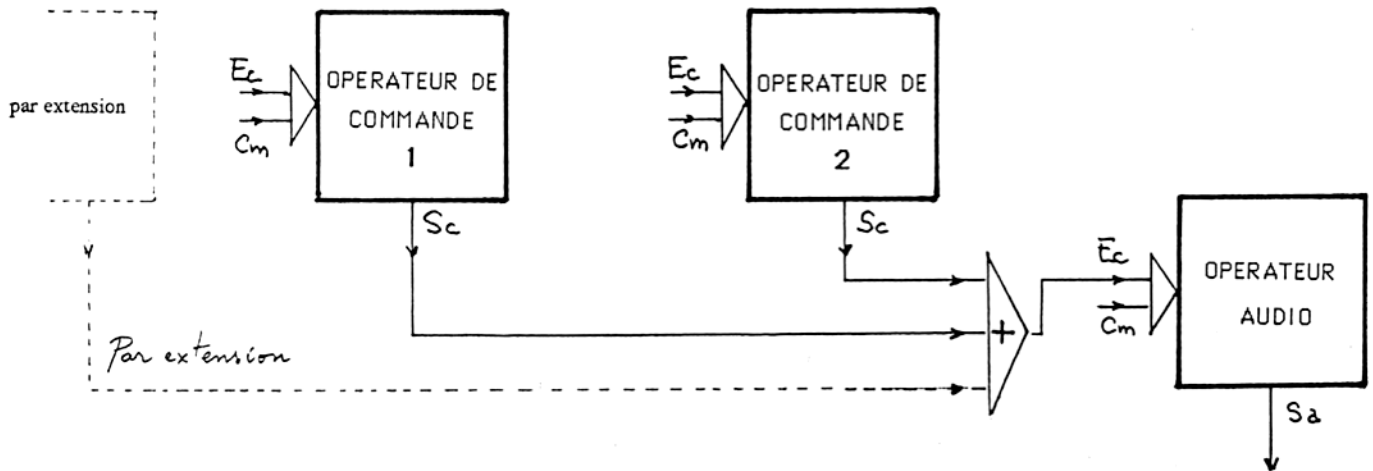 par extension
Ec
Cm
OPERATEUR DE
COMMANDE
1
Sc
Ec
Cm
OPERATEUR DE
COMMANDE
2
Sc
Par extension
+
Ec
Cm
OPERATEUR
AUDIO
Sa